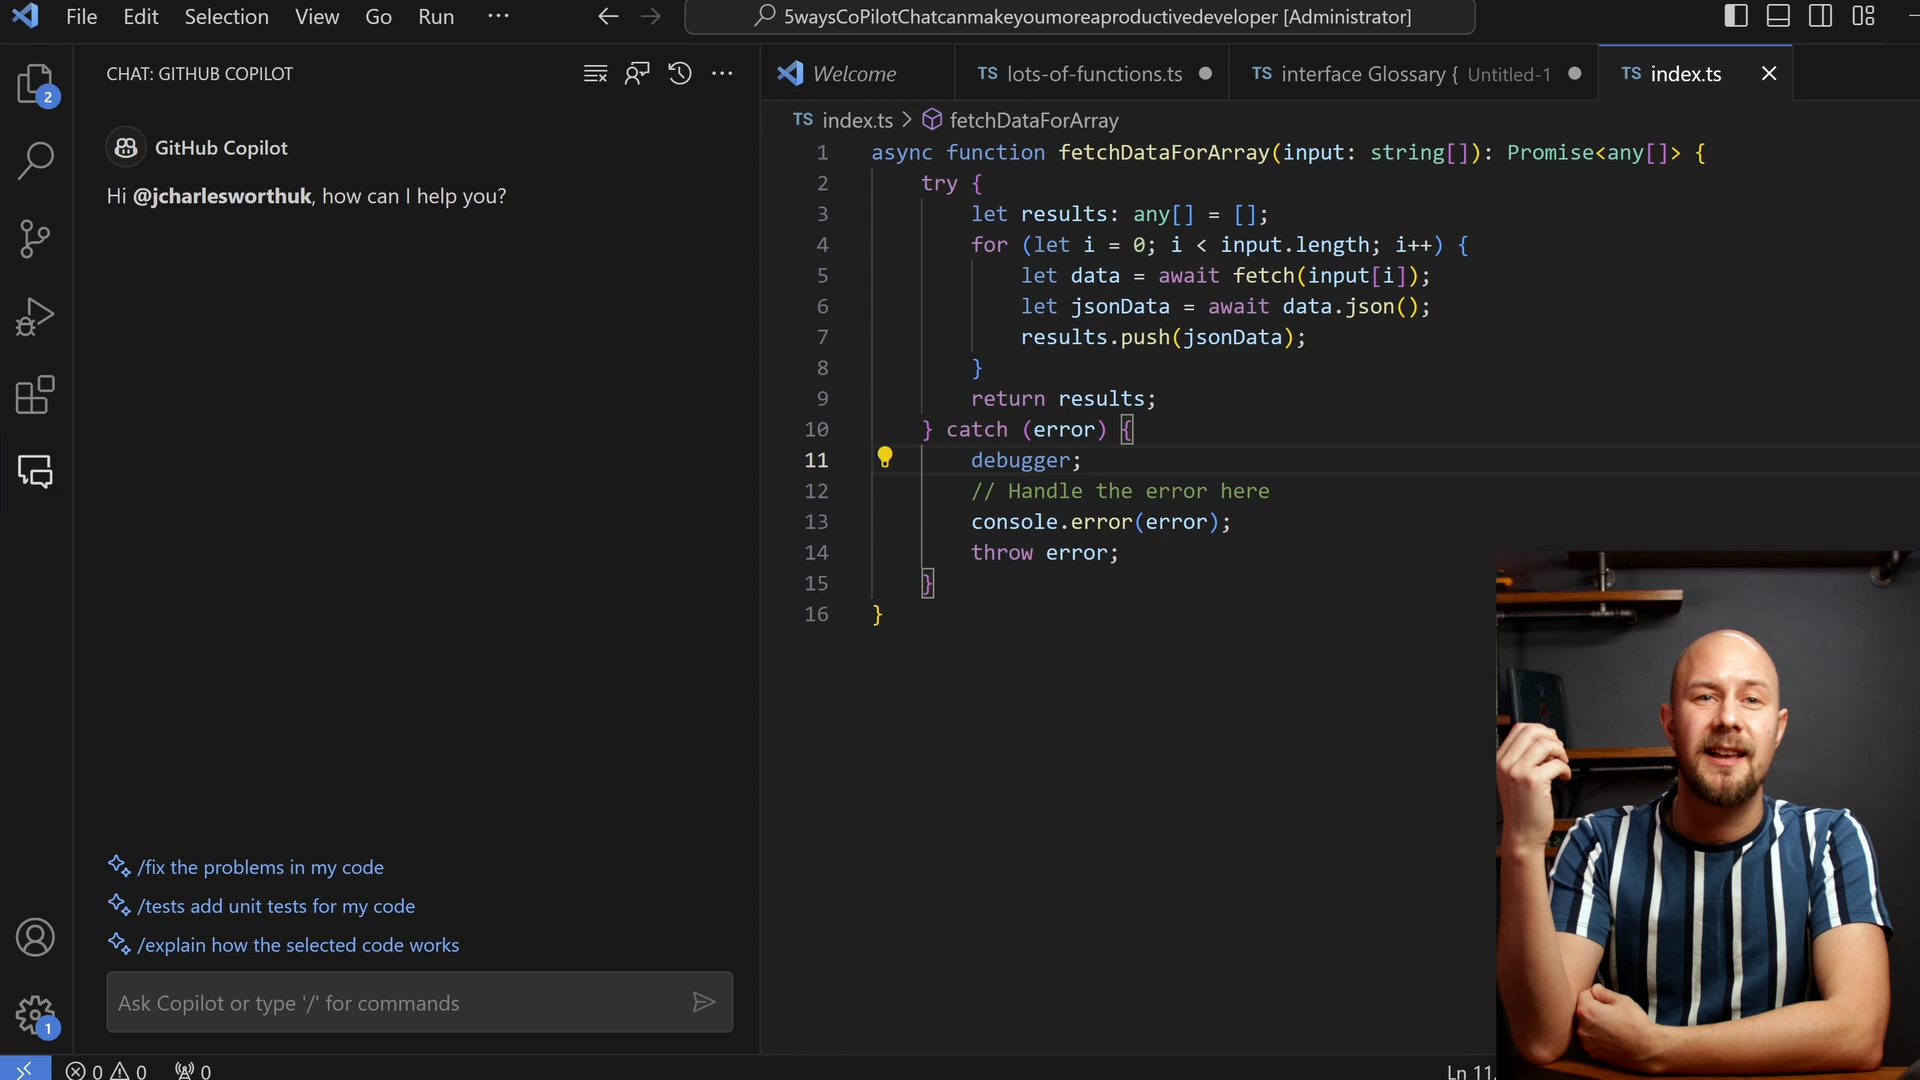 File Edit Selection View Go Run ···
5waysCoPilotChatcanmakeyoumoreaproductivedeveloper [Administrator]
CHAT: GITHUB COPILOT
GitHub Copilot
Hi @jcharlesworthuk, how can I help you?
/fix the problems in my code
/tests add unit tests for my code
/explain how the selected code works
Ask Copilot or type '/' for commands
2
1
Welcome
TS lots-of-functions.ts
TS interface Glossary { Untitled-1
TS index.ts
TS index.ts > fetchDataForArray
1 async function fetchDataForArray(input: string[]): Promise<any[]> {
2 try {
3 let results: any[] = [];
4 for (let i = 0; i < input.length; i++) {
5 let data = await fetch(input[i]);
6 let jsonData = await data.json();
7 results.push(jsonData);
8 }
9 return results;
10 } catch (error) {
11 debugger;
12 // Handle the error here
13 console.error(error);
14 throw error;
15 }
16 }
0 0 0
Ln 11,